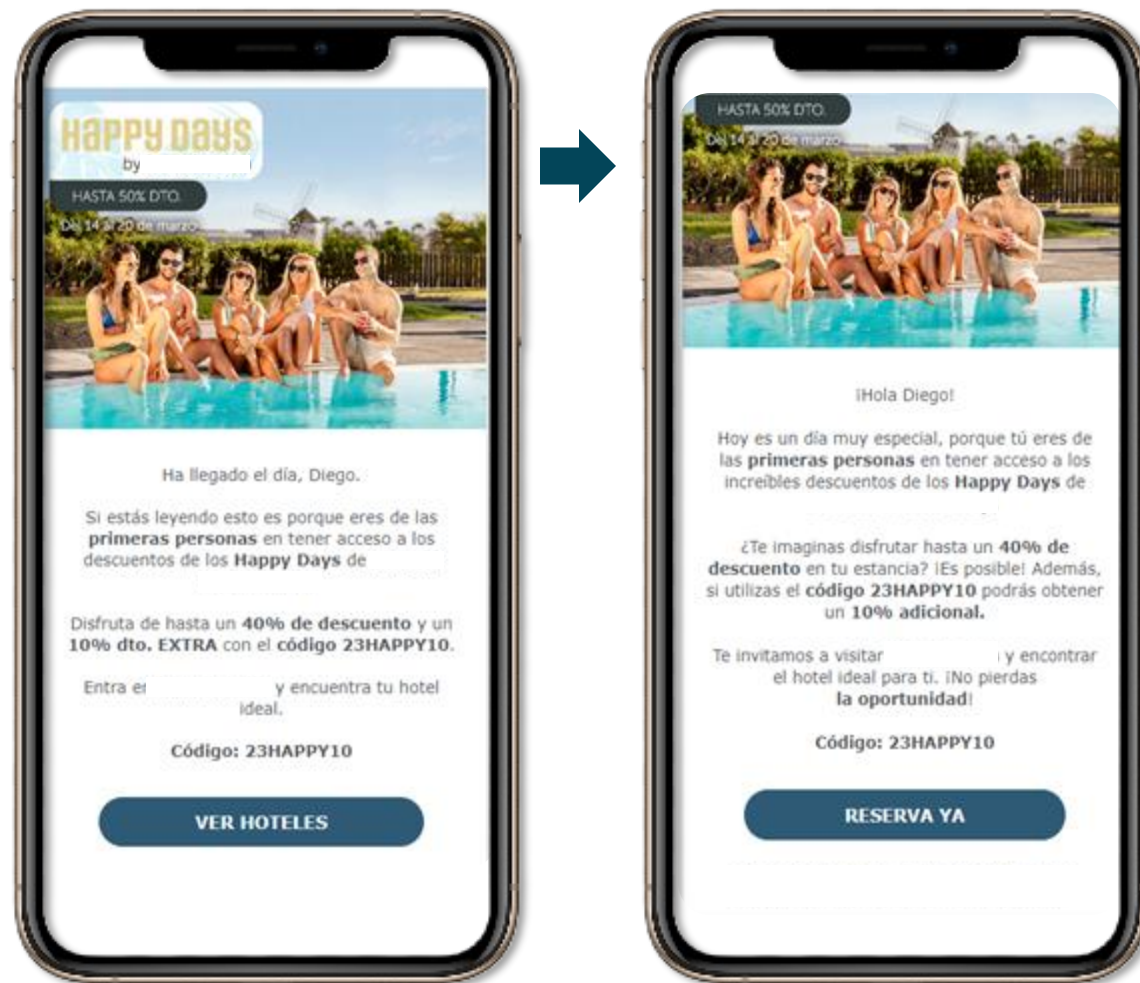 HAPPY DAYS
by
HASTA 50% DTO.
Del 14 al 20 de marzo
Ha llegado el día, Diego.
Si estás leyendo esto es porque eres de las
primeras personas en tener acceso a los
descuentos de los Happy Days de
Disfruta de hasta un 40% de descuento y un
10% dto. EXTRA con el código 23HAPPY10.
Entra en y encuentra tu hotel
ideal.
Código: 23HAPPY10
VER HOTELES
HASTA 50% DTO.
Del 14 al 20 de marzo
¡Hola Diego!
Hoy es un día muy especial, porque tú eres de
las primeras personas en tener acceso a los
increíbles descuentos de los Happy Days de
¿Te imaginas disfrutar hasta un 40% de
descuento en tu estancia? ¡Es posible! Además,
si utilizas el código 23HAPPY10 podrás obtener
un 10% adicional.
Te invitamos a visitar y encontrar
el hotel ideal para ti. ¡No pierdas
la oportunidad!
Código: 23HAPPY10
RESERVA YA